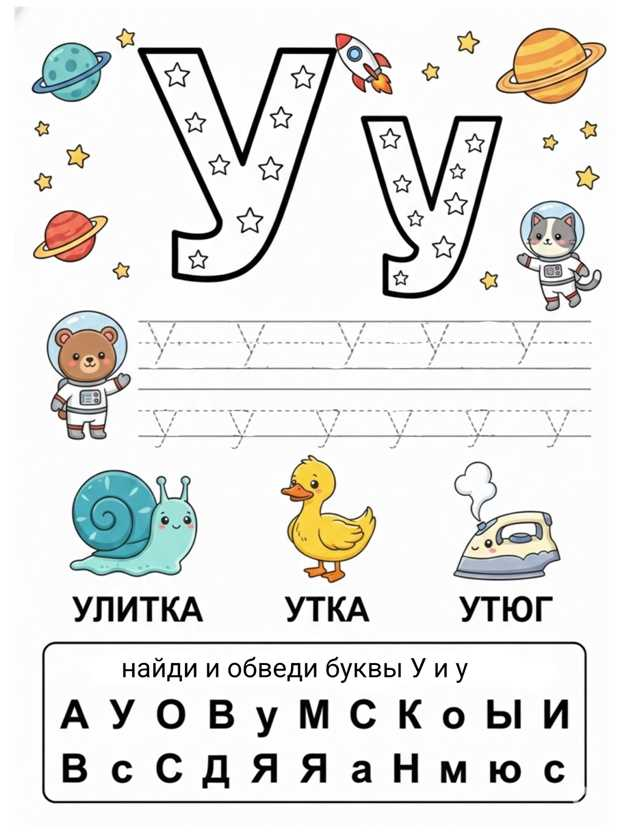 У у
У У У У У
у у у у у у
УЛИТКА УТКА УТЮГ
найди и обведи буквы У и у
А У О В у М С К о Ы И
В с С Д Я Я а Н м ю с